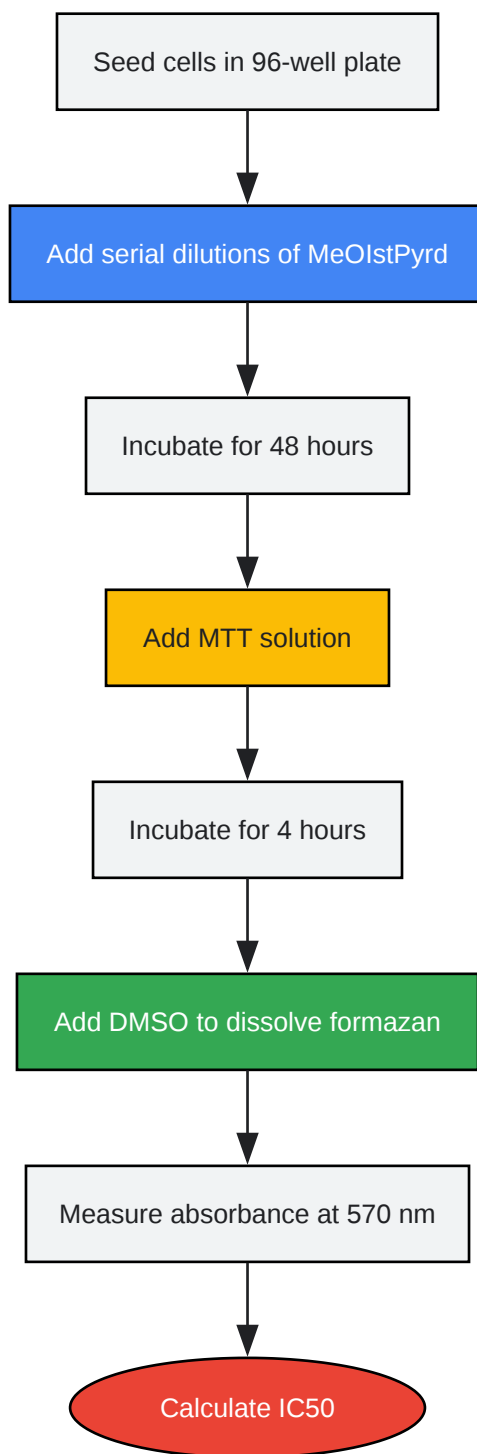 Seed cells in 96-well plate
Add serial dilutions of MeOIstPyrd
Incubate for 48 hours
Add MTT solution
Incubate for 4 hours
Add DMSO to dissolve formazan
Measure absorbance at 570 nm
Calculate IC50